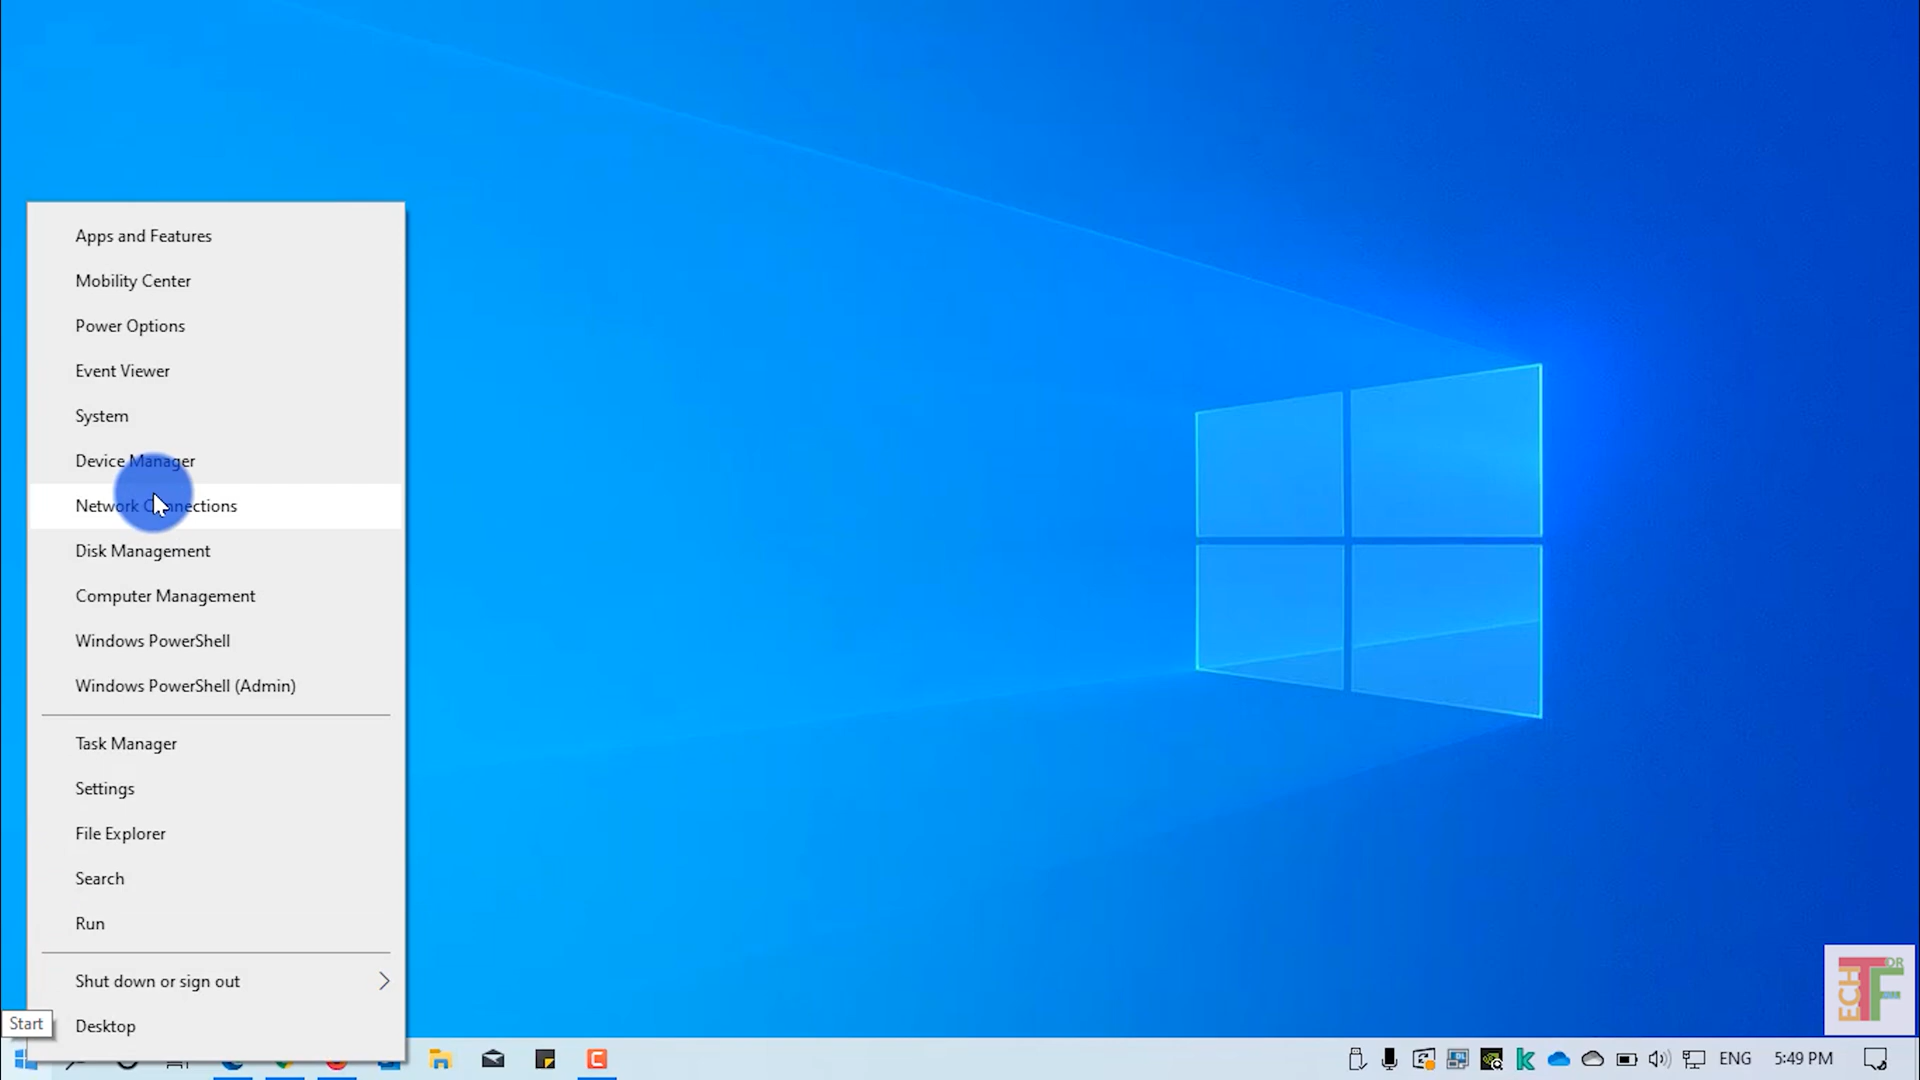 Apps and Features
Mobility Center
Power Options
Event Viewer
System
Device Manager
Network Connections
Disk Management
Computer Management
Windows PowerShell
Windows PowerShell (Admin)
Task Manager
Settings
File Explorer
Search
Run
Shut down or sign out
Desktop
Start
ENG
5:49 PM